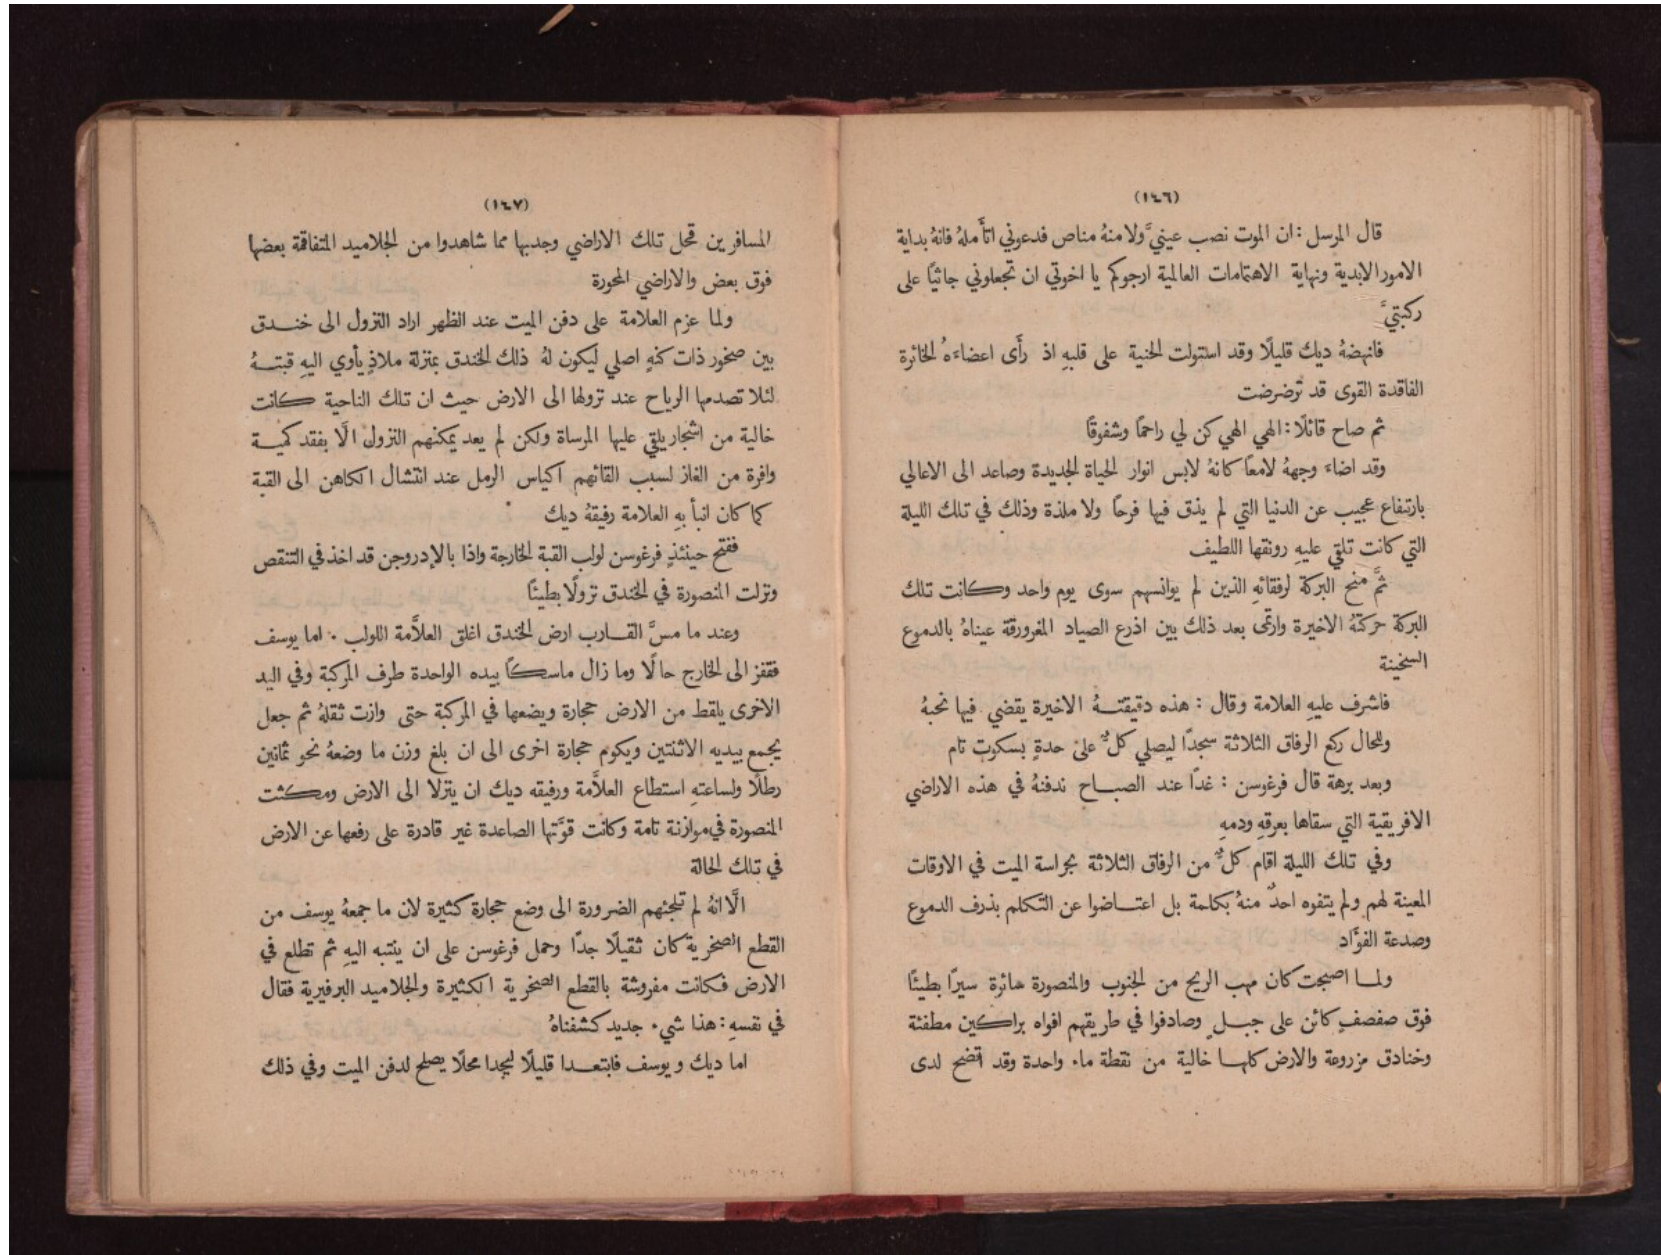 (١٤٦)
قال المرسل : ان الموت نصب عينيَّ ولا منهُ مناص فدعوني اتأملهُ فانهُ بداية
الامور الابدية ونهاية الاهتمامات العالمية ارجوكم يا اخوتي ان تجعلوني جاثيًا على
ركبتيَّ
فانهضهُ ديك قليلًا وقد استولت الحنية على قلبهِ اذ رأَى اعضاءَهُ الخائرة
الفاقدة القوى قد ترضرضت
ثم صاح قائلًا : الهي الهي كن لي راحمًا وشفوقًا
وقد اضاء وجههُ لامعًا كانهُ لابس انوار الحياة الجديدة وصاعد الى الاعالي
بارتفاع عجيب عن الدنيا التي لم يذق فيها فرحًا ولا ملذة وذلك في تلك الليلة
التي كانت تلقي عليهِ رونقها اللطيف
ثمَّ منح البركة لرفقائهِ الذين لم يوانسهم سوى يوم واحد وكانت تلك
البركة حركتهُ الاخيرة وارتمى بعد ذلك بين اذرع الصياد المغرورقة عيناهُ بالدموع
السخينة
فاشرف عليهِ العلامة وقال : هذه دقيقتهُ الاخيرة يقضي فيها نحبهُ
وللحال ركع الرفاق الثلاثة سجدًا ليصلي كلٌّ على حدةٍ بسكوت تام
وبعد برهة قال فرغوسن : غدًا عند الصباح ندفنهُ في هذه الاراضي
الافريقية التي سقاها بعرقهِ ودمهِ
وفي تلك الليلة اقام كلٌّ من الرفاق الثلاثة بحراسة الميت في الاوقات
المعينة لهم ولم يتفوه احدٌ منهُ بكلمة بل اعتاضوا عن التكلم بذرف الدموع
وصدعة الفؤَاد
ولما اصبحت كان مهب الريح من الجنوب والمنصورة سائرة سيرًا بطيئًا
فوق صفصفٍ كائن على جبلٍ وصادفوا في طريقهم افواه براكين مطفئة
وخنادق مزروعة والارض كلها خالية من نقطة ماء واحدة وقد اتضح لدى
(١٤٧)
المسافرين قحل تلك الاراضي وجدبها مما شاهدوا من الجلاميد المتفاقمة بعضها
فوق بعض والاراضي المحورة
ولما عزم العلامة على دفن الميت عند الظهر اراد النزول الى خندق
بين صخور ذات كنهٍ اصلي ليكون لهُ ذلك الخندق بمنزلة ملاذٍ يأوي اليهِ قبتهُ
لئلا تصدمها الرياح عند نزولها الى الارض حيث ان تلك الناحية كانت
خالية من اشجار يلقي عليها المرساة ولكن لم يعد يمكنهم النزول الَّا بفقد كمية
وافرة من الغاز لسبب القائهم اكياس الرمل عند انتشال الكاهن الى القبة
كما كان انبأ بهِ العلامة رفيقهُ ديك
ففتح حينئذٍ فرغوسن لولب القبة الخارجة واذا بالإدروجن قد اخذ في التنقص
ونزلت المنصورة في الخندق نزولًا بطيئًا
وعند ما مسَّ القارب ارض الخندق اغلق العلاَّمة اللولب . اما يوسف
فقفز الى الخارج حالًا وما زال ماسكًا بيده الواحدة طرف المركبة وفي اليد
الاخرى يلقط من الارض حجارة ويضعها في المركبة حتى وازت ثقلهُ ثم جعل
يجمع بيديه الاثنتين ويكوم حجارة اخرى الى ان بلغ وزن ما وضعهُ نحو ثمانين
رطلًا ولساعتهِ استطاع العلاَّمة ورفيقه ديك ان ينزلا الى الارض ومكثت
المنصورة في موازنة تامة وكانت قوَّتها الصاعدة غير قادرة على رفعها عن الارض
في تلك الحالة
الَّا انهُ لم تلجئهم الضرورة الى وضع حجارة كثيرة لان ما جمعهُ يوسف من
القطع الصخرية كان ثقيلًا جدًا وحمل فرغوسن على ان ينتبه اليهِ ثم تطلع في
الارض فكانت مفروشة بالقطع الصخرية الكثيرة والجلاميد البرفيرية فقال
في نفسهِ : هذا شيء جديد كشفناهُ
اما ديك ويوسف فابتعدا قليلًا ليجدا محلًا يصلح لدفن الميت وفي ذلك